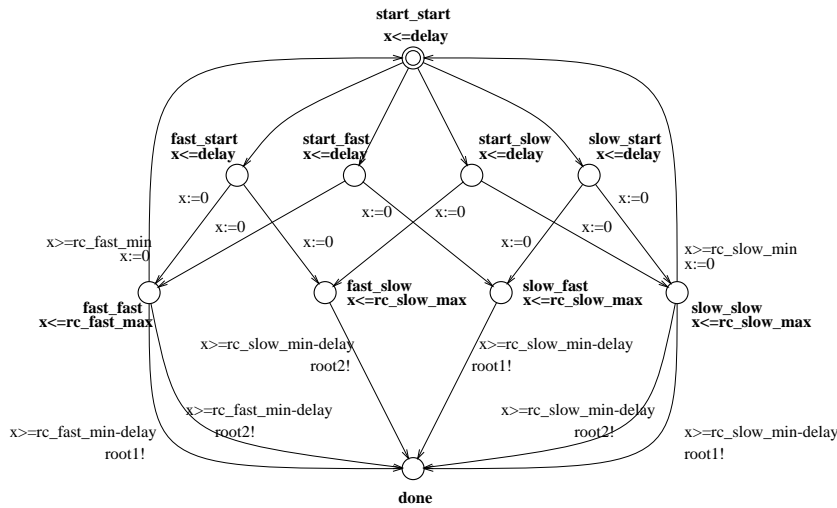 start_start
x<=delay
fast_start
x<=delay
start_fast
x<=delay
start_slow
x<=delay
slow_start
x<=delay
x:=0
x:=0
x:=0
x:=0
x:=0
x:=0
x:=0
x:=0
x>=rc_fast_min
x:=0
x>=rc_slow_min
x:=0
fast_fast
x<=rc_fast_max
fast_slow
x<=rc_slow_max
slow_fast
x<=rc_slow_max
slow_slow
x<=rc_slow_max
x>=rc_slow_min-delay
root2!
x>=rc_slow_min-delay
root1!
x>=rc_fast_min-delay
root1!
x>=rc_fast_min-delay
root2!
x>=rc_slow_min-delay
root2!
x>=rc_slow_min-delay
root1!
done